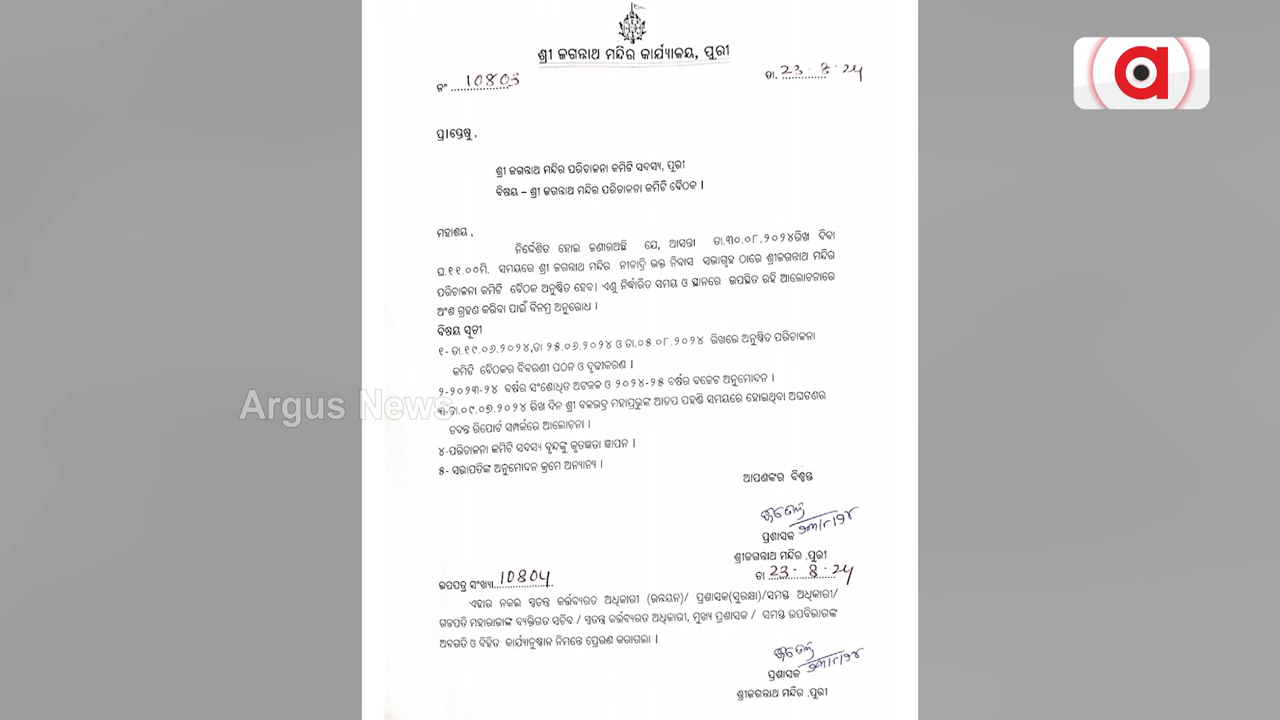 ଶ୍ରୀ ଜଗନ୍ନାଥ ମନ୍ଦିର କାର୍ଯ୍ୟାଳୟ, ପୁରୀ
ନଂ 10803
ତା. 23.8.24
ପ୍ରାପ୍ତେଷୁ,
ଶ୍ରୀ ଜଗନ୍ନାଥ ମନ୍ଦିର ପରିଚାଳନା କମିଟି ସଦସ୍ୟ, ପୁରୀ
ବିଷୟ – ଶ୍ରୀ ଜଗନ୍ନାଥ ମନ୍ଦିର ପରିଚାଳନା କମିଟି ବୈଠକ ।
ମହାଶୟ,
ନିର୍ଦ୍ଦେଶିତ ହୋଇ ଜଣାଉଅଛି ଯେ, ଆସନ୍ତା ତା.୩୦.୦୮.୨୦୨୪ରିଖ ଦିବା
ଘ.୧୧.୦୦ମି. ସମୟରେ ଶ୍ରୀ ଜଗନ୍ନାଥ ମନ୍ଦିର ନୀଳାଦ୍ରି ଭକ୍ତ ନିବାସ ସଭାଗୃହ ଠାରେ ଶ୍ରୀଜଗନ୍ନାଥ ମନ୍ଦିର
ପରିଚାଳନା କମିଟି ବୈଠକ ଅନୁଷ୍ଠିତ ହେବ। ଏଣୁ ନିର୍ଦ୍ଧାରିତ ସମୟ ଓ ସ୍ଥାନରେ ଉପସ୍ଥିତ ରହି ଆଲୋଚନାରେ
ଅଂଶ ଗ୍ରହଣ କରିବା ପାଇଁ ବିନମ୍ର ଅନୁରୋଧ ।
ବିଷୟ ସୂଚୀ
୧- ତା.୧୯.୦୬.୨୦୨୪,ତା ୨୫.୦୬.୨୦୨୪ ଓ ତା.୦୫.୦୮.୨୦୨୪ ରିଖରେ ଅନୁଷ୍ଠିତ ପରିଚାଳନା
କମିଟି ବୈଠକର ବିବରଣୀ ପଠନ ଓ ଦୃଢୀକରଣ ।
୨-୨୦୨୩-୨୪ ବର୍ଷର ସଂଶୋଧିତ ଅଟକଳ ଓ ୨୦୨୪-୨୫ ବର୍ଷର ବଜେଟ ଅନୁମୋଦନ ।
୩-ତା.୦୯.୦୭.୨୦୨୪ ରିଖ ଦିନ ଶ୍ରୀ ବଳଭଦ୍ର ମହାପ୍ରଭୁଙ୍କ ଆଡପ ପହଣ୍ଡି ସମୟରେ ହୋଇଥିବା ଅଘଟଣର
ତଦନ୍ତ ରିପୋର୍ଟ ସମ୍ପର୍କରେ ଆଲୋଚନା ।
୪-ପରିଚାଳନା କମିଟି ସଦସ୍ୟ ବୃନ୍ଦଙ୍କୁ କୃତଜ୍ଞତା ଜ୍ଞାପନ ।
୫- ସଭାପତିଙ୍କ ଅନୁମୋଦନ କ୍ରମେ ଅନ୍ୟାନ୍ୟ ।
Argus News
ଆପଣଙ୍କର ବିଶ୍ବସ୍ତ
ପ୍ରଶାସକ
ଶ୍ରୀଜଗନ୍ନାଥ ମନ୍ଦିର ,ପୁରୀ
ଉପପତ୍ର ସଂଖ୍ୟା 10804
ତା 23.8.24
ଏହାର ନକଲ ସ୍ୱତନ୍ତ କର୍ତ୍ତବ୍ୟରତ ଅଧିକାରୀ (ଉନ୍ନୟନ)/ ପ୍ରଶାସକ(ସୁରକ୍ଷା)/ସମସ୍ତ ଅଧିକାରୀ/
ଗଜପତି ମହାରାଜାଙ୍କ ବ୍ୟକ୍ତିଗତ ସଚିବ / ସ୍ୱତନ୍ତ କର୍ତ୍ତବ୍ୟରତ ଅଧିକାରୀ, ମୁଖ୍ୟ ପ୍ରଶାସକ / ସମସ୍ତ ଉପବିଭାଗଙ୍କ
ଅବଗତି ଓ ବିହିତ କାର୍ଯ୍ୟାନୁଷ୍ଠାନ ନିମନ୍ତେ ପ୍ରେରଣ କରାଗଲା ।
ପ୍ରଶାସକ
ଶ୍ରୀଜଗନ୍ନାଥ ମନ୍ଦିର ,ପୁରୀ